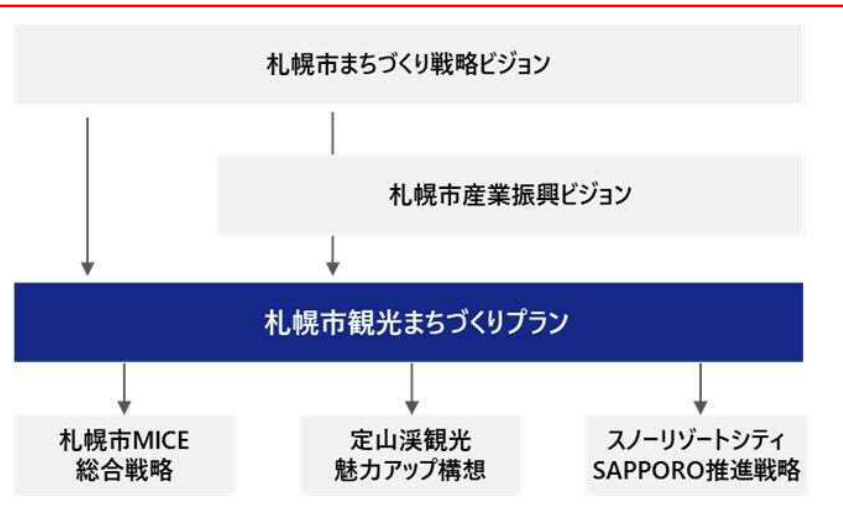 札幌市まちづくり戦略ビジョン
札幌市産業振興ビジョン
札幌市観光まちづくりプラン
札幌市MICE
総合戦略
定山渓観光
魅力アップ構想
スノーリゾートシティ
SAPPORO推進戦略